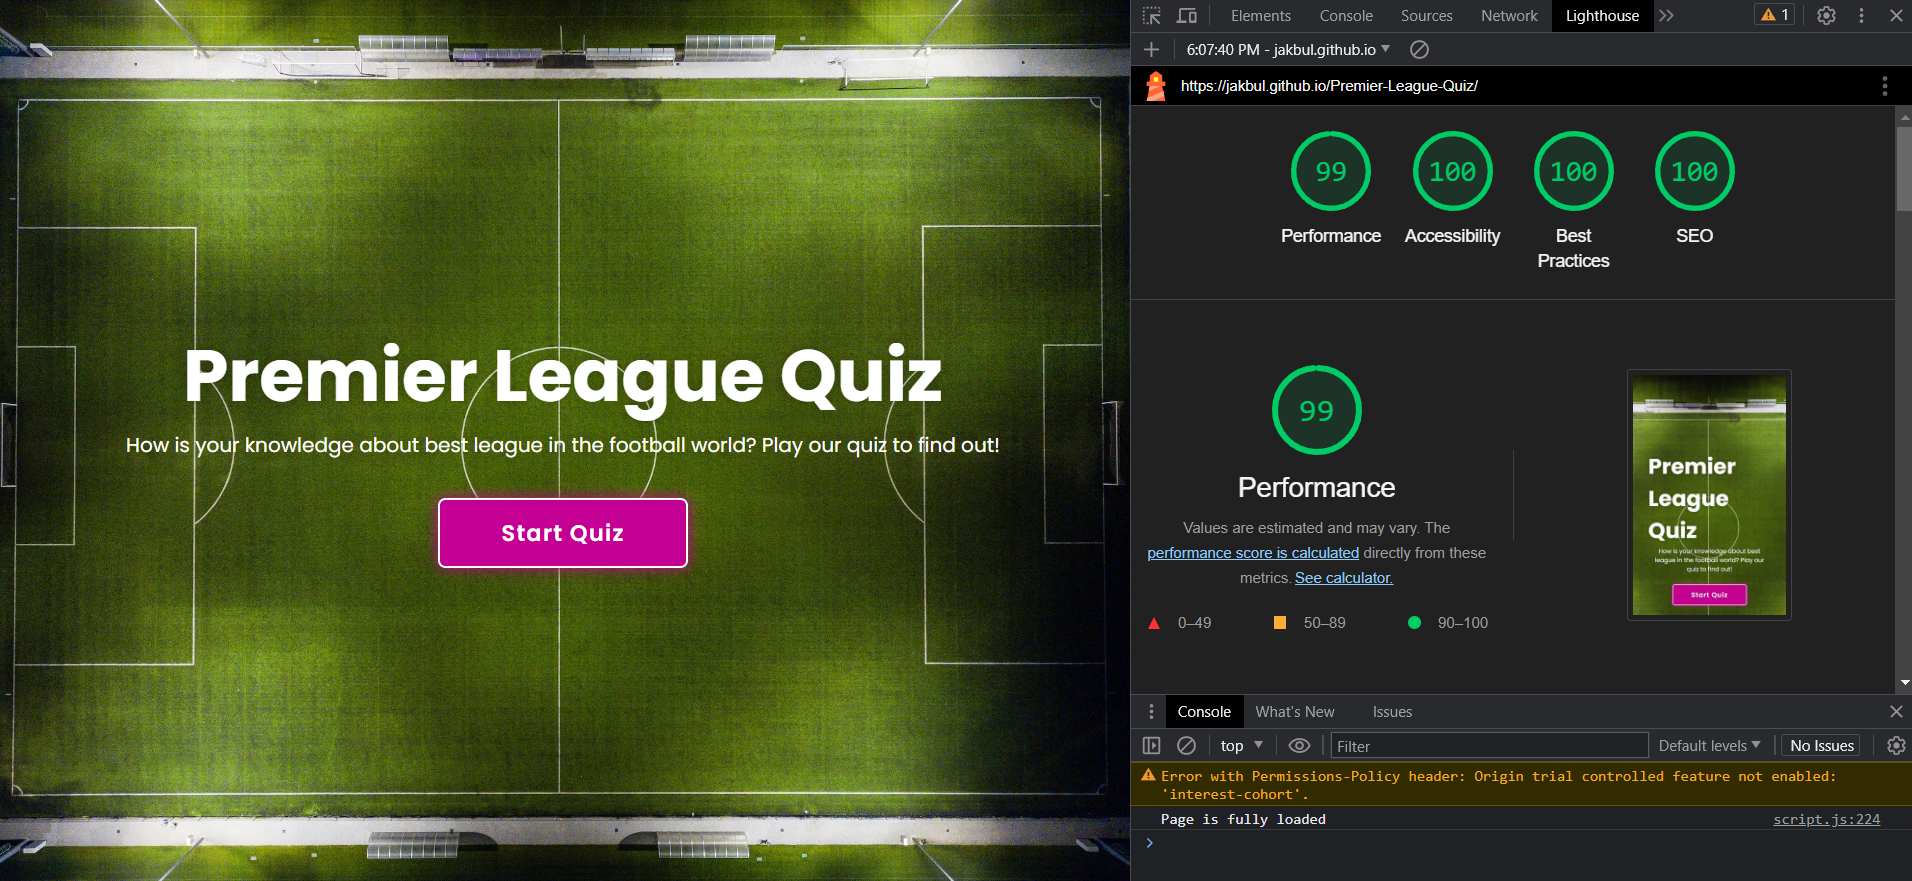 Premier League Quiz
How is your knowledge about best league in the football world? Play our quiz to find out!
Start Quiz
Elements Console Sources Network Lighthouse 1
6:07:40 PM - jakbul.github.io
https://jakbul.github.io/Premier-League-Quiz/
99 100 100 100
Performance Accessibility Best SEO
Practices
99
Performance
Values are estimated and may vary. The
performance score is calculated directly from these
metrics. See calculator.
0–49 50–89 90–100
Premier
League
Quiz
How is your knowledge about best
league in the football world? Play our
quiz to find out!
Start Quiz
Console What's New Issues
top Filter Default levels No Issues
Error with Permissions-Policy header: Origin trial controlled feature not enabled:
'interest-cohort'.
Page is fully loaded script.js:224